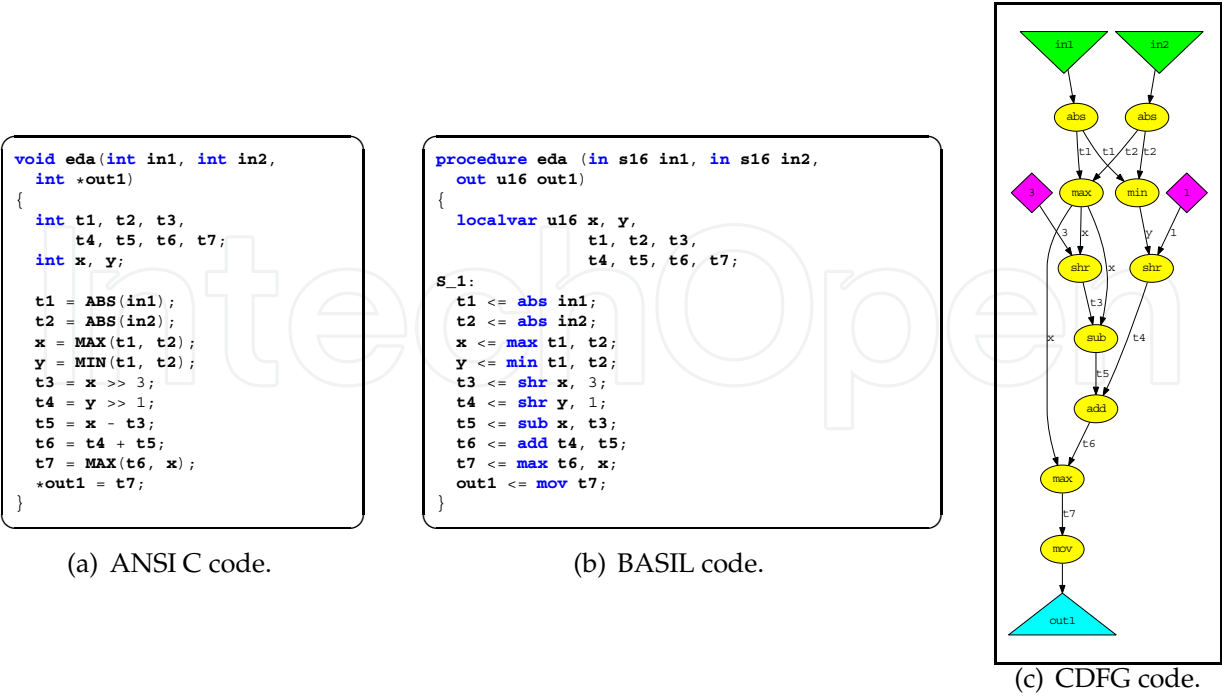 void eda(int in1, int in2,
int *out1)
{
int t1, t2, t3,
t4, t5, t6, t7;
int x, y;
t1 = ABS(in1);
t2 = ABS(in2);
x = MAX(t1, t2);
y = MIN(t1, t2);
t3 = x >> 3;
t4 = y >> 1;
t5 = x - t3;
t6 = t4 + t5;
t7 = MAX(t6, x);
*out1 = t7;
}
(a) ANSI C code.
procedure eda (in s16 in1, in s16 in2,
out u16 out1)
{
localvar u16 x, y,
t1, t2, t3,
t4, t5, t6, t7;
S_1:
t1 <= abs in1;
t2 <= abs in2;
x <= max t1, t2;
y <= min t1, t2;
t3 <= shr x, 3;
t4 <= shr y, 1;
t5 <= sub x, t3;
t6 <= add t4, t5;
t7 <= max t6, x;
out1 <= mov t7;
}
(b) BASIL code.
in1 in2
abs abs
t1 t1 t2 t2
3 max min 1
3 x y 1
shr x shr
t3
x sub t4
t5
add
t6
max
t7
mov
out1
(c) CDFG code.
IntechOpen